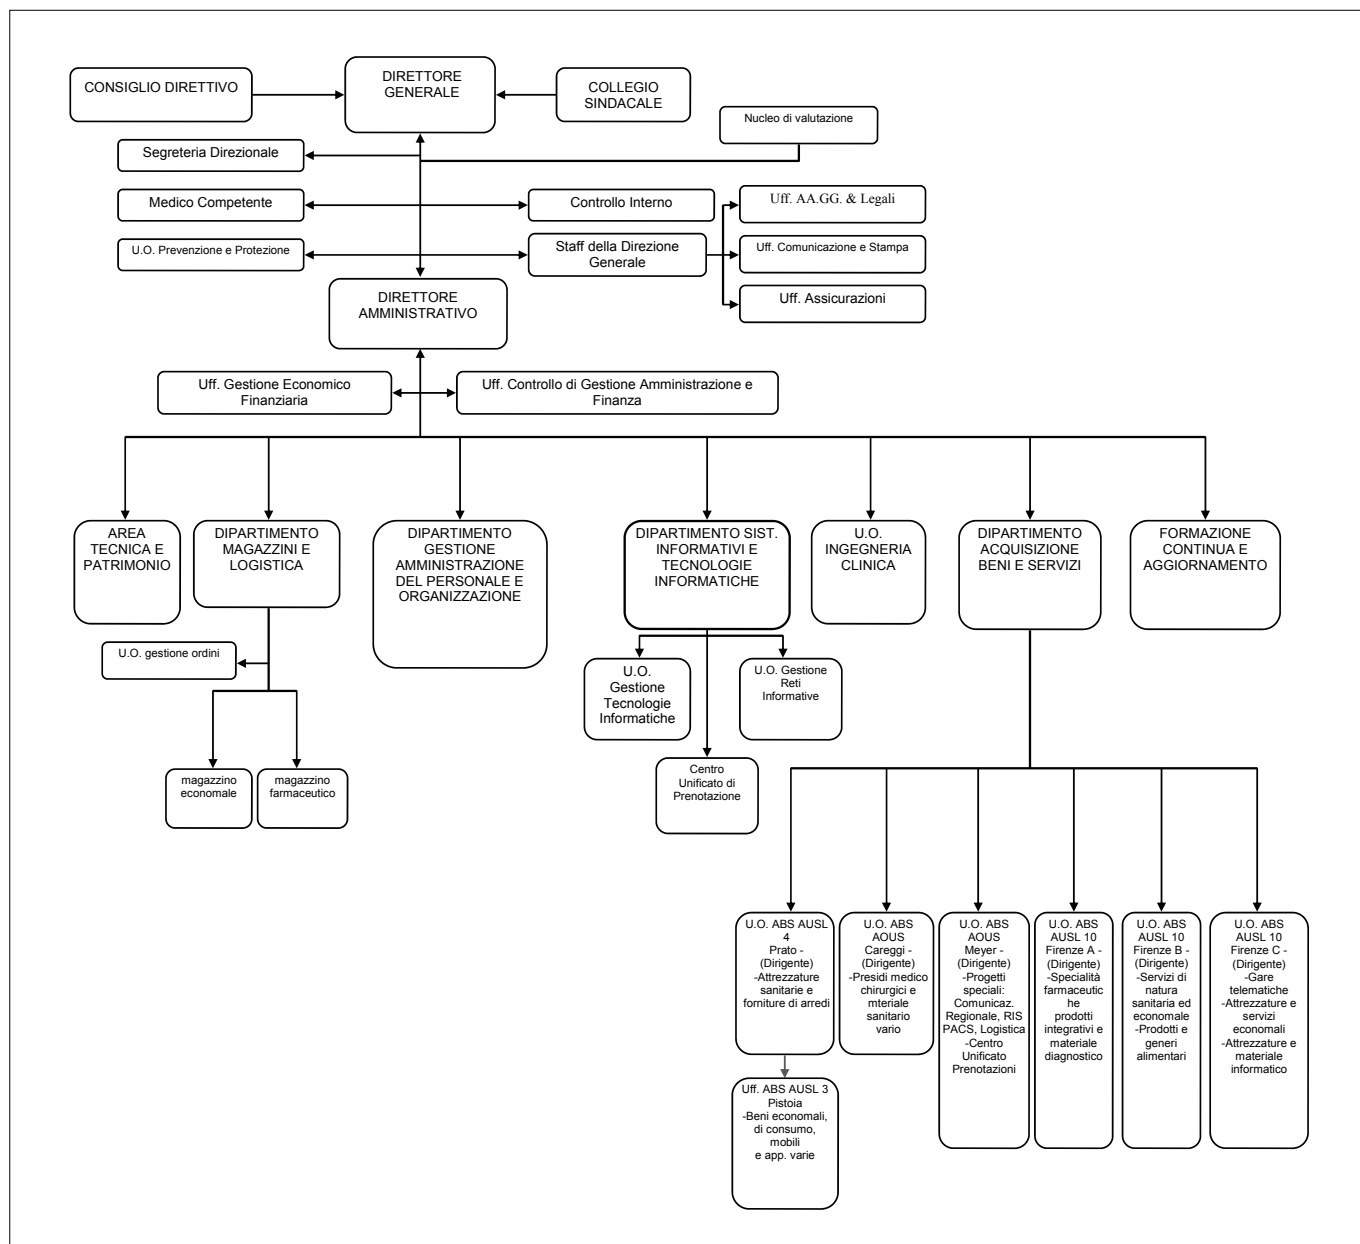 CONSIGLIO DIRETTIVO
DIRETTORE
GENERALE
COLLEGIO
SINDACALE
Nucleo di valutazione
Segreteria Direzionale
Medico Competente
Controllo Interno
Uff. AA.GG. & Legali
U.O. Prevenzione e Protezione
Staff della Direzione
Generale
Uff. Comunicazione e Stampa
Uff. Assicurazioni
DIRETTORE
AMMINISTRATIVO
Uff. Gestione Economico
Finanziaria
Uff. Controllo di Gestione Amministrazione e
Finanza
AREA
TECNICA E
PATRIMONIO
DIPARTIMENTO
MAGAZZINI E
LOGISTICA
DIPARTIMENTO
GESTIONE
AMMINISTRAZIONE
DEL PERSONALE E
ORGANIZZAZIONE
DIPARTIMENTO SIST.
INFORMATIVI E
TECNOLOGIE
INFORMATICHE
U.O.
INGEGNERIA
CLINICA
DIPARTIMENTO
ACQUISIZIONE
BENI E SERVIZI
FORMAZIONE
CONTINUA E
AGGIORNAMENTO
U.O. gestione ordini
U.O.
Gestione
Tecnologie
Informatiche
U.O. Gestione
Reti
Informative
magazzino
economale
magazzino
farmaceutico
Centro
Unificato di
Prenotazione
U.O. ABS AUSL
4
Prato -
(Dirigente)
-Attrezzature
sanitarie e
forniture di arredi
U.O. ABS
AOUS
Careggi -
(Dirigente)
-Presidi medico
chirurgici e
mteriale
sanitario
vario
U.O. ABS
AOUS
Meyer -
(Dirigente)
-Progetti
speciali:
Comunicaz.
Regionale, RIS
PACS, Logistica
-Centro
Unificato
Prenotazioni
U.O. ABS
AUSL 10
Firenze A -
(Dirigente)
-Specialità
farmaceutic
he
prodotti
integrativi e
materiale
diagnostico
U.O. ABS
AUSL 10
Firenze B -
(Dirigente)
-Servizi di
natura
sanitaria ed
economale
-Prodotti e
generi
alimentari
U.O. ABS
AUSL 10
Firenze C -
(Dirigente)
-Gare
telematiche
-Attrezzature e
servizi
economali
-Attrezzature e
materiale
informatico
Uff. ABS AUSL 3
Pistoia
-Beni economali,
di consumo,
mobili
e app. varie